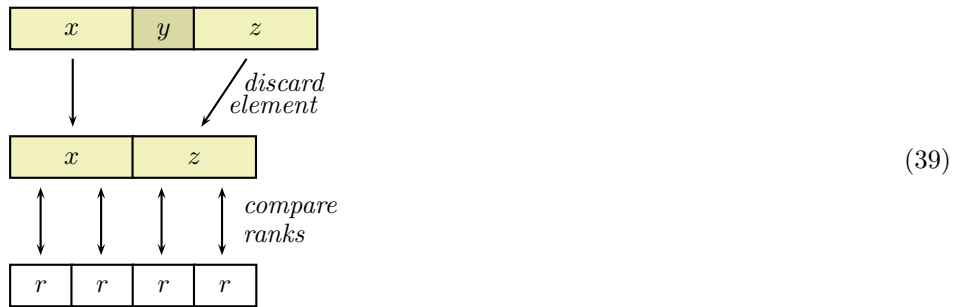 x y z
discard
element
x z
(39)
compare
ranks
r r r r